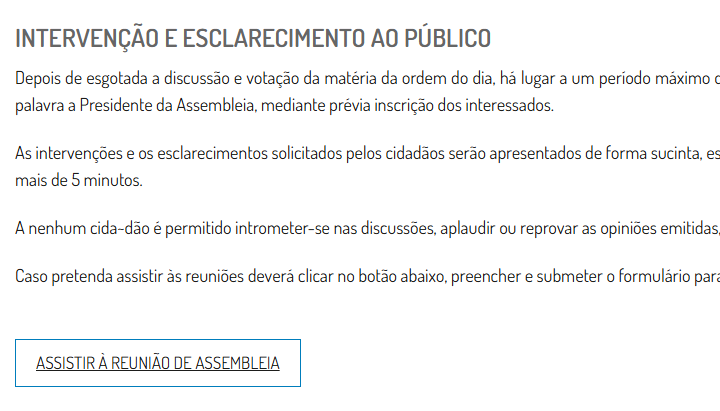 INTERVENÇÃO E ESCLARECIMENTO AO PÚBLICO
Depois de esgotada a discussão e votação da matéria da ordem do dia, há lugar a um período máximo
palavra a Presidente da Assembleia, mediante prévia inscrição dos interessados.
As intervenções e os esclarecimentos solicitados pelos cidadãos serão apresentados de forma sucinta,
mais de 5 minutos.
A nenhum cida-dão é permitido intrometer-se nas discussões, aplaudir ou reprovar as opiniões emitidas,
Caso pretenda assistir às reuniões deverá clicar no botão abaixo, preencher e submeter o formulário para
ASSISTIR À REUNIÃO DE ASSEMBLEIA